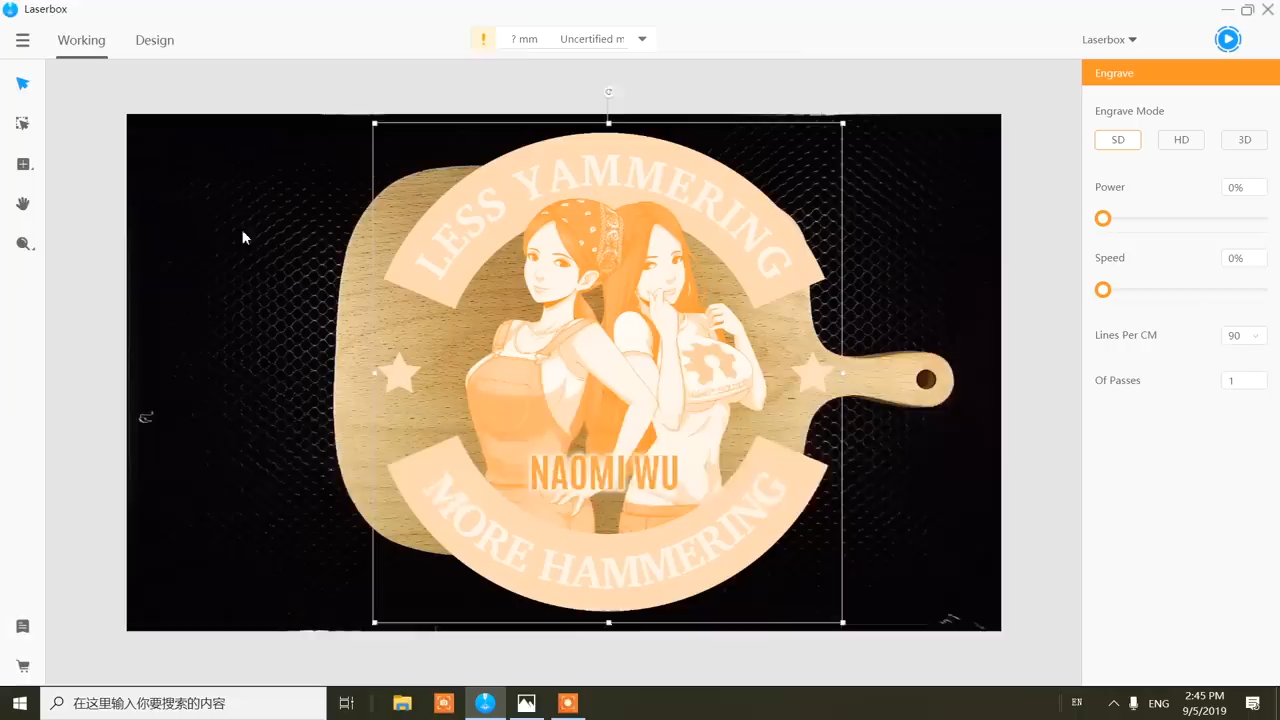 Laserbox
Working
Design
! ? mm Uncertified m
Laserbox
Engrave
Engrave Mode
SD HD 3D
Power 0%
Speed 0%
Lines Per CM 90
Of Passes 1
LESS YAMMERING
NAOMI WU
MORE HAMMERING
在这里输入你要搜索的内容
EN
ENG
2:45 PM
9/5/2019